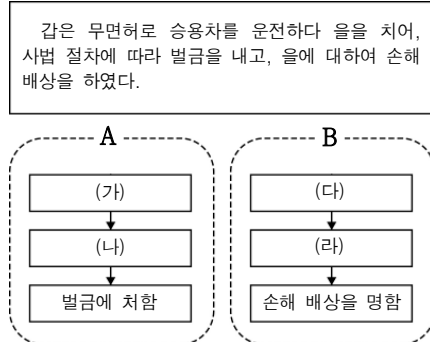 갑은 무면허로 승용차를 운전하다 을을 치어,
사법 절차에 따라 벌금을 내고, 을에 대하여 손해
배상을 하였다.
A
(가)
(나)
벌금에 처함
B
(다)
(라)
손해 배상을 명함